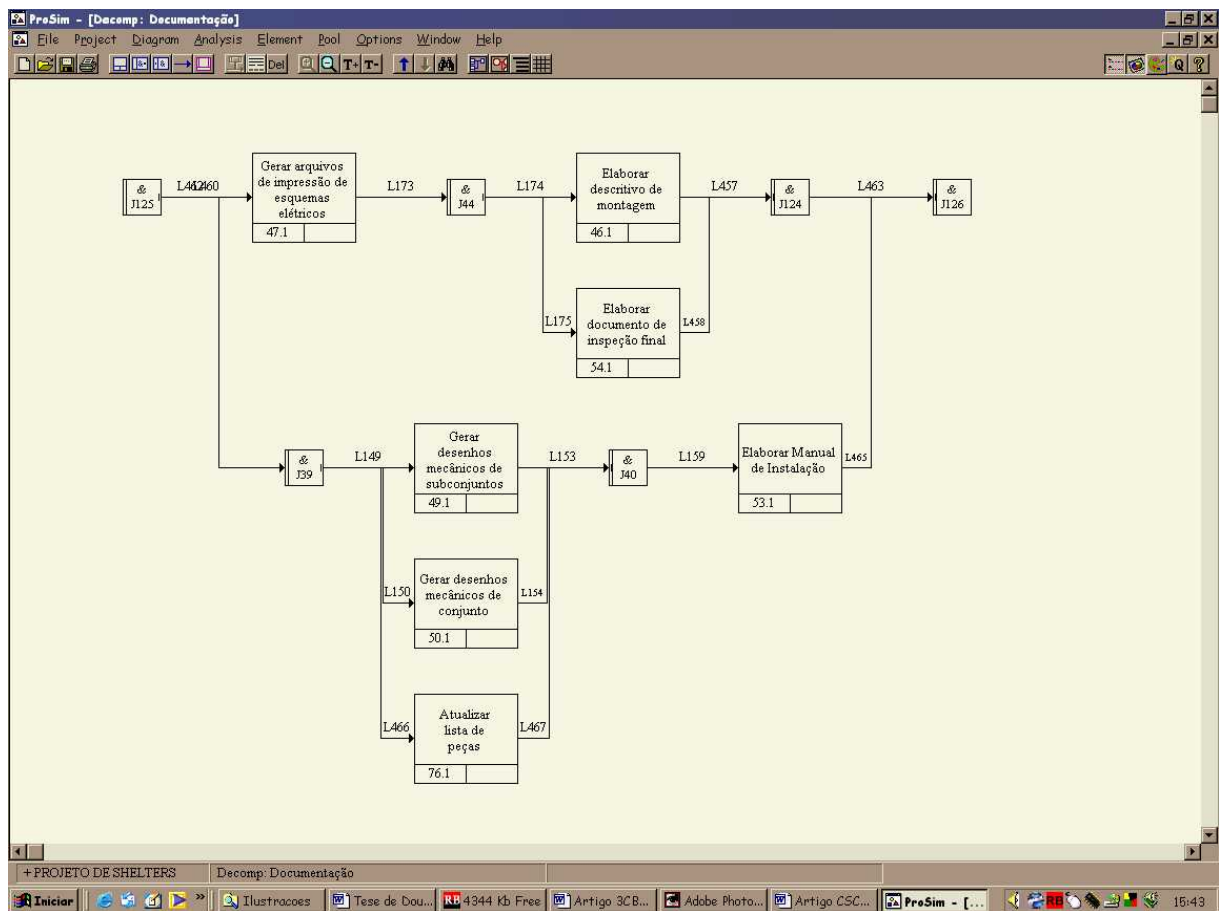 ProSim - [Decomp: Documentação]
File Project Diagram Analysis Element Pool Options Window Help
Del T+ T- Q ?
Gerar arquivos
de impressão de
esquemas
elétricos
47.1
Elaborar
descritivo de
montagem
46.1
& J125
L460
L173
& J44
L174
L457
& J124
L463
& J126
Elaborar
documento de
inspeção final
54.1
L175
L458
Gerar
desenhos
mecânicos de
subconjuntos
49.1
& J39
L149
L153
& J40
L159
Elaborar Manual
de Instalação
53.1
L465
Gerar desenhos
mecânicos de
conjunto
50.1
L150
L154
Atualizar
lista de
peças
76.1
L466
L467
+ PROJETO DE SHELTERS Decomp: Documentação
Iniciar » Ilustracoes Tese de Dou... RB 4344 Kb Free Artigo 3CB... Adobe Photo... Artigo CSC... ProSim - [... RB 15:43